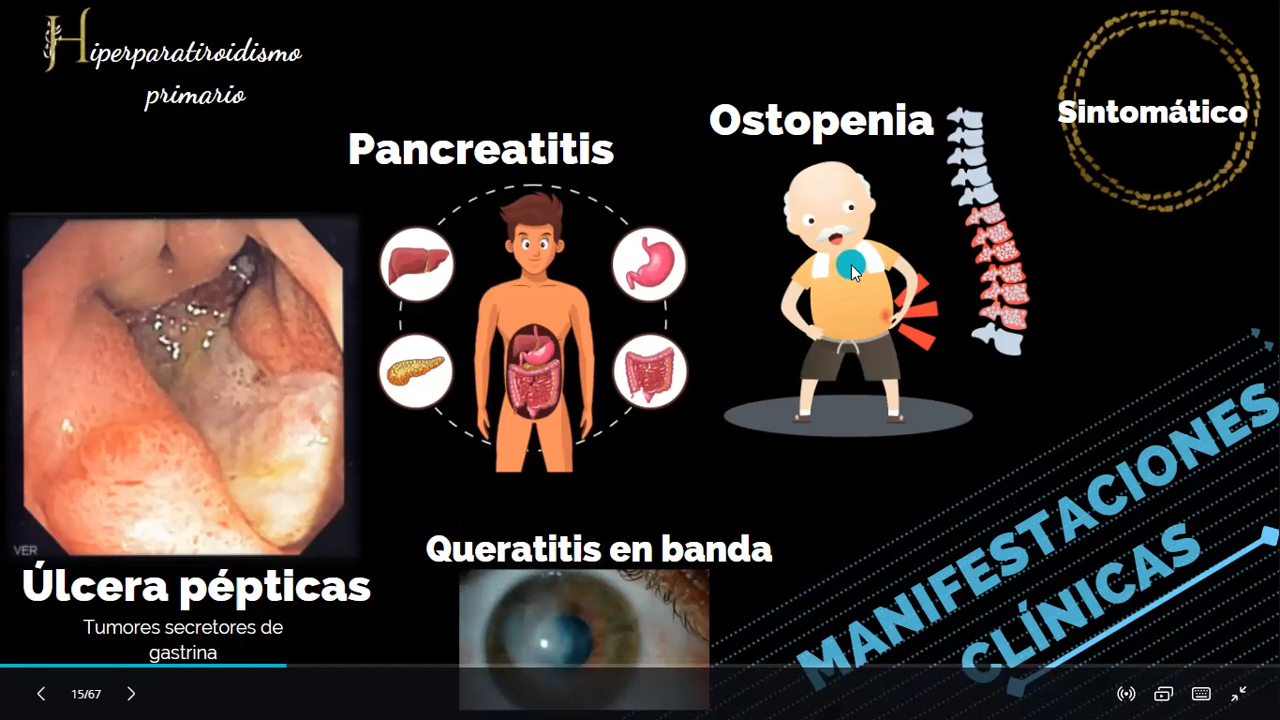 Hiperparatiroidismo
primario
Pancreatitis
Ostopenia
Sintomático
VER
Úlcera pépticas
Tumores secretores de
gastrina
Queratitis en banda
MANIFESTACIONES
CLÍNICAS
15/67